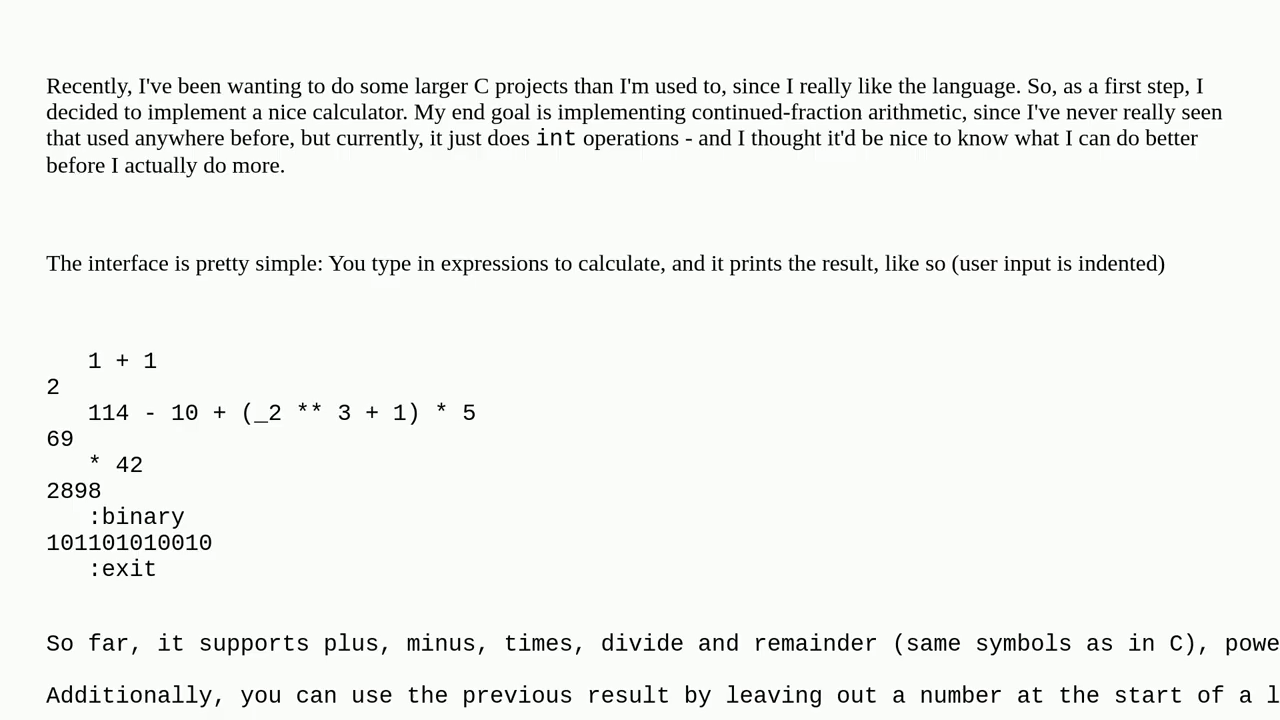 Recently, I've been wanting to do some larger C projects than I'm used to, since I really like the language. So, as a first step, I
decided to implement a nice calculator. My end goal is implementing continued-fraction arithmetic, since I've never really seen
that used anywhere before, but currently, it just does int operations - and I thought it'd be nice to know what I can do better
before I actually do more.
The interface is pretty simple: You type in expressions to calculate, and it prints the result, like so (user input is indented)
1 + 1
2
114 - 10 + (_2 ** 3 + 1) * 5
69
* 42
2898
:binary
101101010010
:exit
So far, it supports plus, minus, times, divide and remainder (same symbols as in C),
Additionally, you can use the previous result by leaving out a number at the start of a